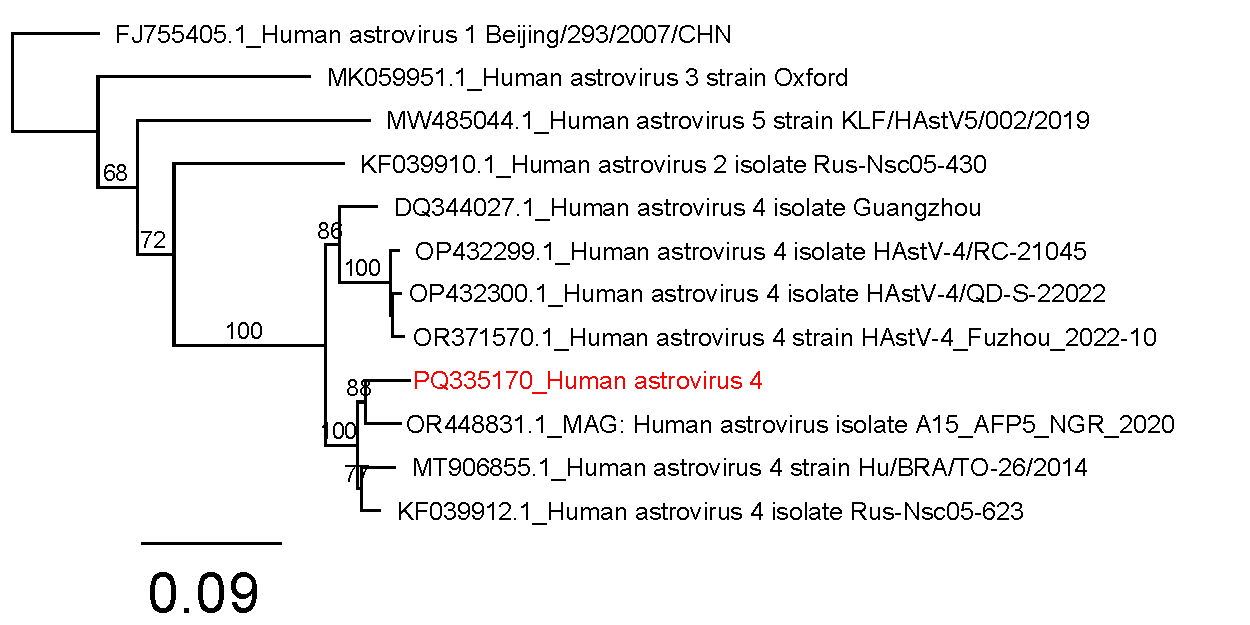 FJ755405.1_Human astrovirus 1 Beijing/293/2007/CHN
MK059951.1_Human astrovirus 3 strain Oxford
MW485044.1_Human astrovirus 5 strain KLF/HAstV5/002/2019
68
KF039910.1_Human astrovirus 2 isolate Rus-Nsc05-430
DQ344027.1_Human astrovirus 4 isolate Guangzhou
86
72
OP432299.1_Human astrovirus 4 isolate HAstV-4/RC-21045
100
OP432300.1_Human astrovirus 4 isolate HAstV-4/QD-S-22022
100
OR371570.1_Human astrovirus 4 strain HAstV-4_Fuzhou_2022-10
PQ335170_Human astrovirus 4
88
OR448831.1_MAG: Human astrovirus isolate A15_AFP5_NGR_2020
100
MT906855.1_Human astrovirus 4 strain Hu/BRA/TO-26/2014
77
KF039912.1_Human astrovirus 4 isolate Rus-Nsc05-623
0.09